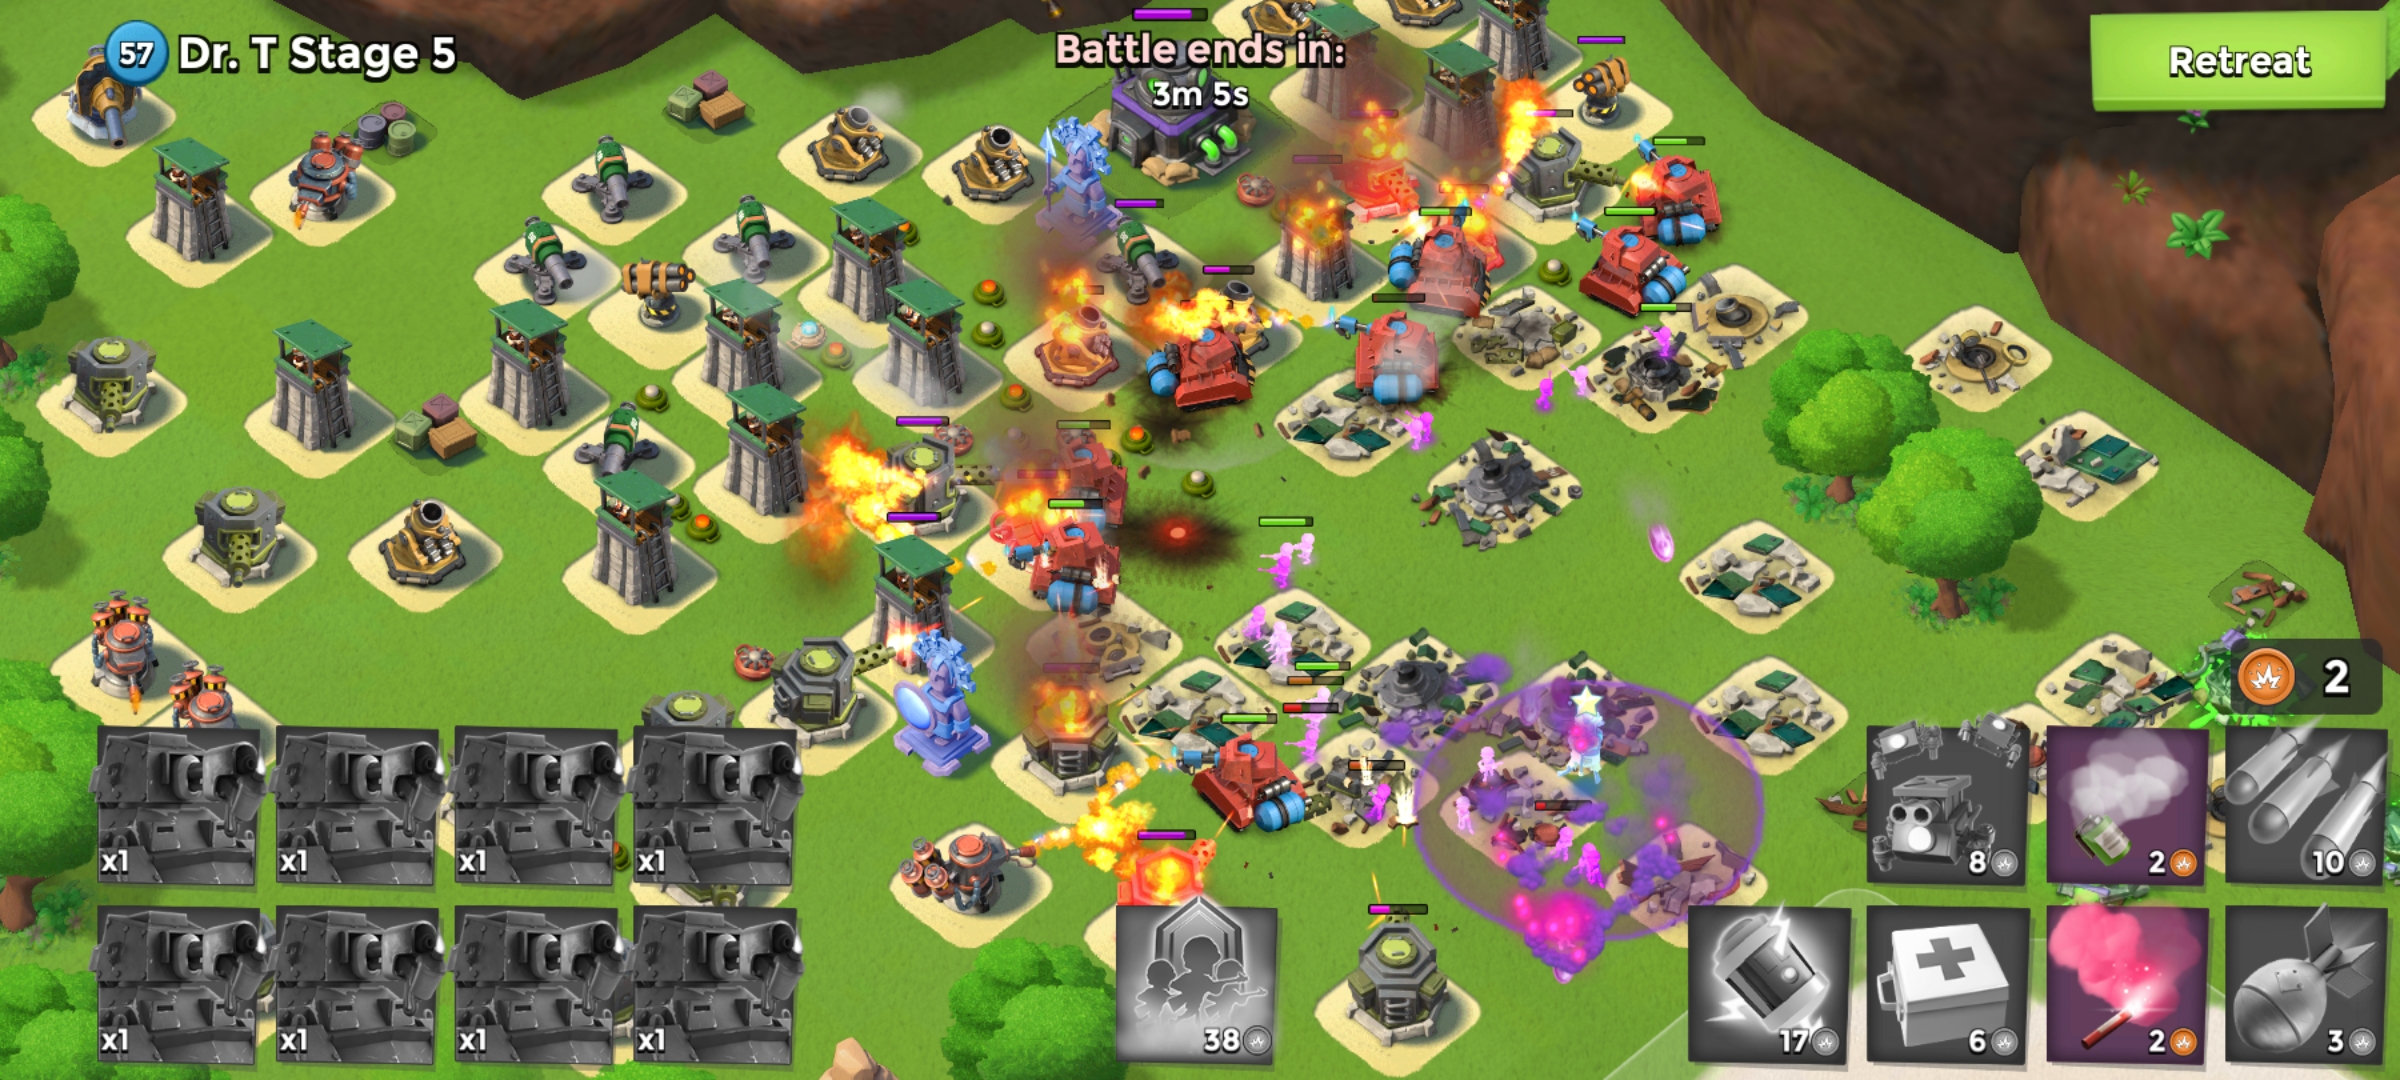 57 Dr. T Stage 5
Battle ends in:
3m 5s
Retreat
2
x1
x1
x1
x1
8
2
10
x1
x1
x1
x1
38
17
6
2
3